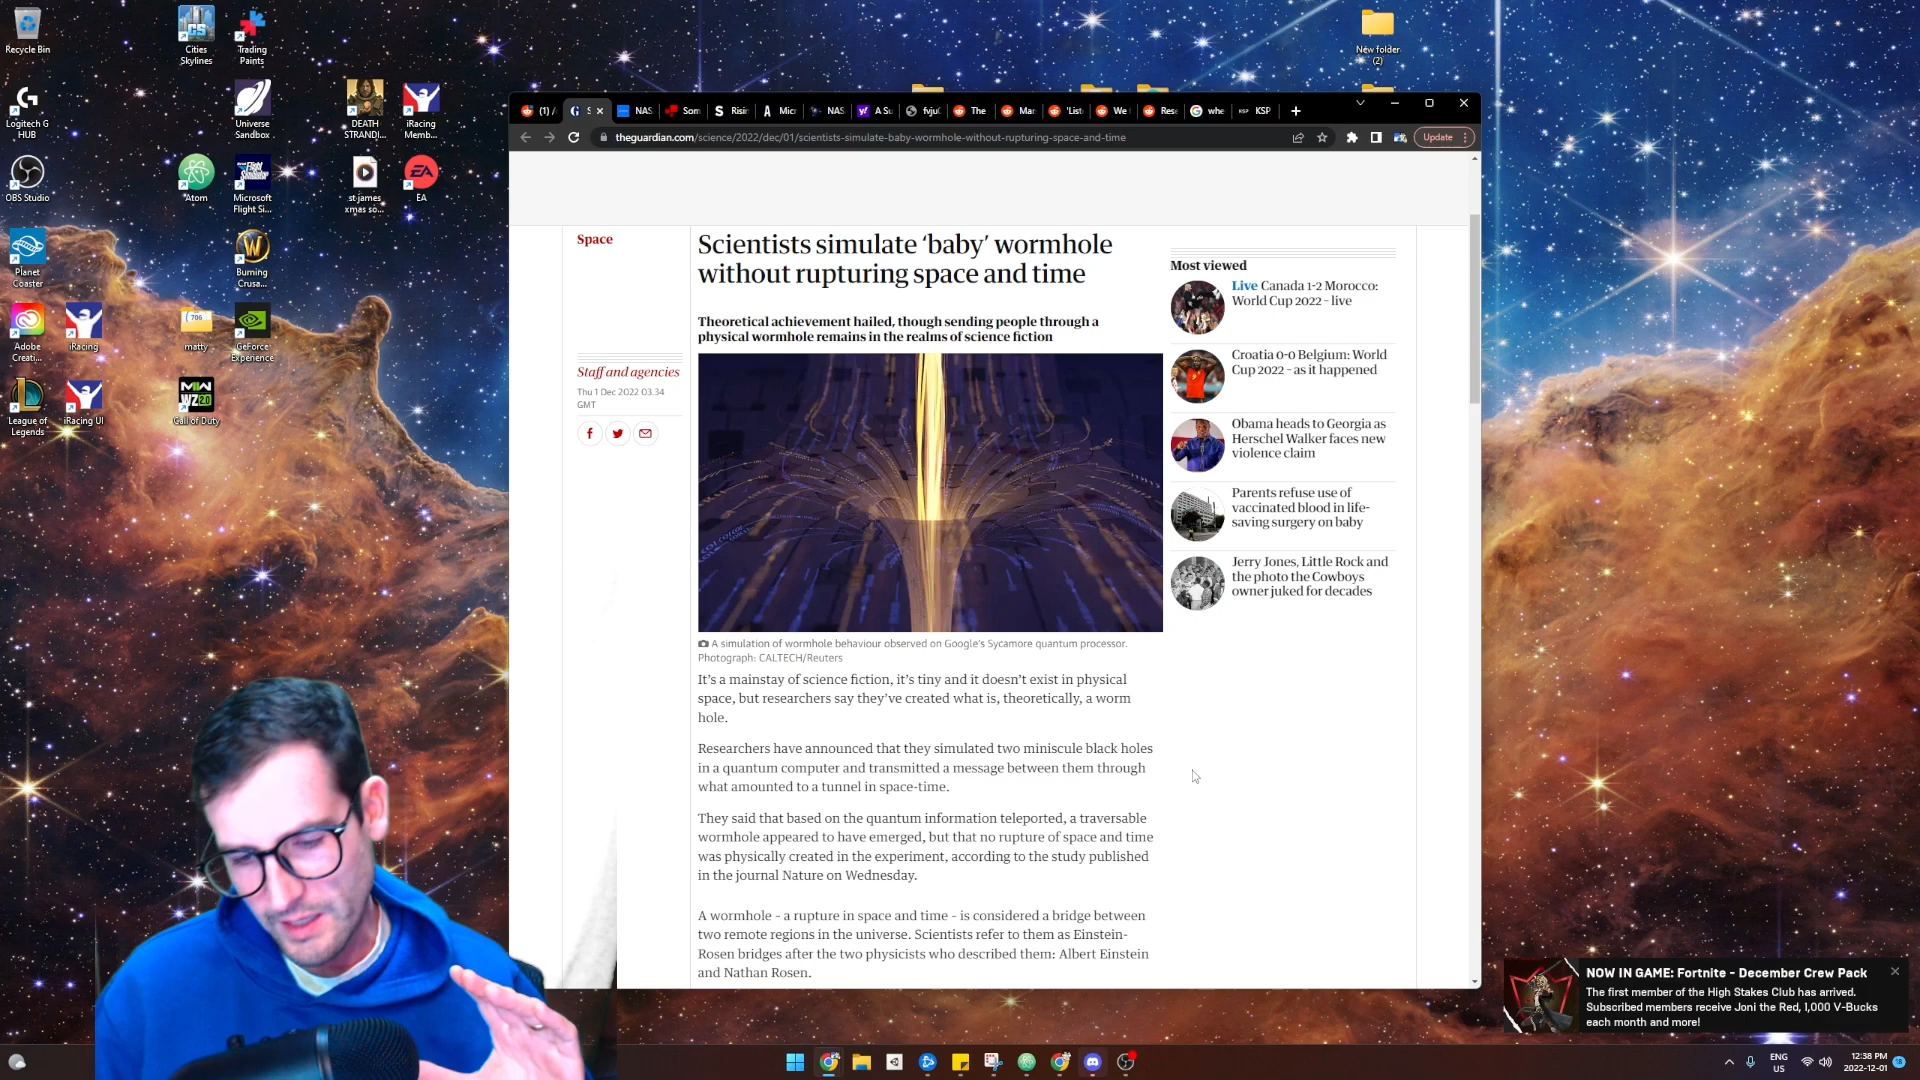 Recycle Bin
Cities
Skylines
Trading
Paints
New folder
(2)
Logitech G
HUB
Universe
Sandbox
DEATH
STRANDI...
iRacing
Memb...
OBS Studio
Atom
Microsoft
Flight Si...
st-james
xmas so...
EA
Planet
Coaster
Burning
Crusa...
Adobe
Creati...
iRacing
matty
GeForce
Experience
League of
Legends
iRacing UI
Call of Duty
(1)
NAS
Som
Risin
Micr
NAS
A Su
fvjul
The
Mar
'List
We
Rese
whe
KSP
theguardian.com/science/2022/dec/01/scientists-simulate-baby-wormhole-without-rupturing-space-and-time
Update
Space
Scientists simulate ‘baby’ wormhole
without rupturing space and time
Theoretical achievement hailed, though sending people through a
physical wormhole remains in the realms of science fiction
Staff and agencies
Thu 1 Dec 2022 03.34
GMT
A simulation of wormhole behaviour observed on Google’s Sycamore quantum processor.
Photograph: CALTECH/Reuters
It’s a mainstay of science fiction, it’s tiny and it doesn’t exist in physical
space, but researchers say they’ve created what is, theoretically, a worm
hole.
Researchers have announced that they simulated two miniscule black holes
in a quantum computer and transmitted a message between them through
what amounted to a tunnel in space-time.
They said that based on the quantum information teleported, a traversable
wormhole appeared to have emerged, but that no rupture of space and time
was physically created in the experiment, according to the study published
in the journal Nature on Wednesday.
A wormhole – a rupture in space and time – is considered a bridge between
two remote regions in the universe. Scientists refer to them as Einstein-
Rosen bridges after the two physicists who described them: Albert Einstein
and Nathan Rosen.
Most viewed
Live Canada 1-2 Morocco:
World Cup 2022 – live
Croatia 0-0 Belgium: World
Cup 2022 – as it happened
Obama heads to Georgia as
Herschel Walker faces new
violence claim
Parents refuse use of
vaccinated blood in life-
saving surgery on baby
Jerry Jones, Little Rock and
the photo the Cowboys
owner juked for decades
NOW IN GAME: Fortnite - December Crew Pack
The first member of the High Stakes Club has arrived.
Subscribed members receive Joni the Red, 1,000 V-Bucks
each month and more!
ENG
US
12:38 PM
2022-12-01